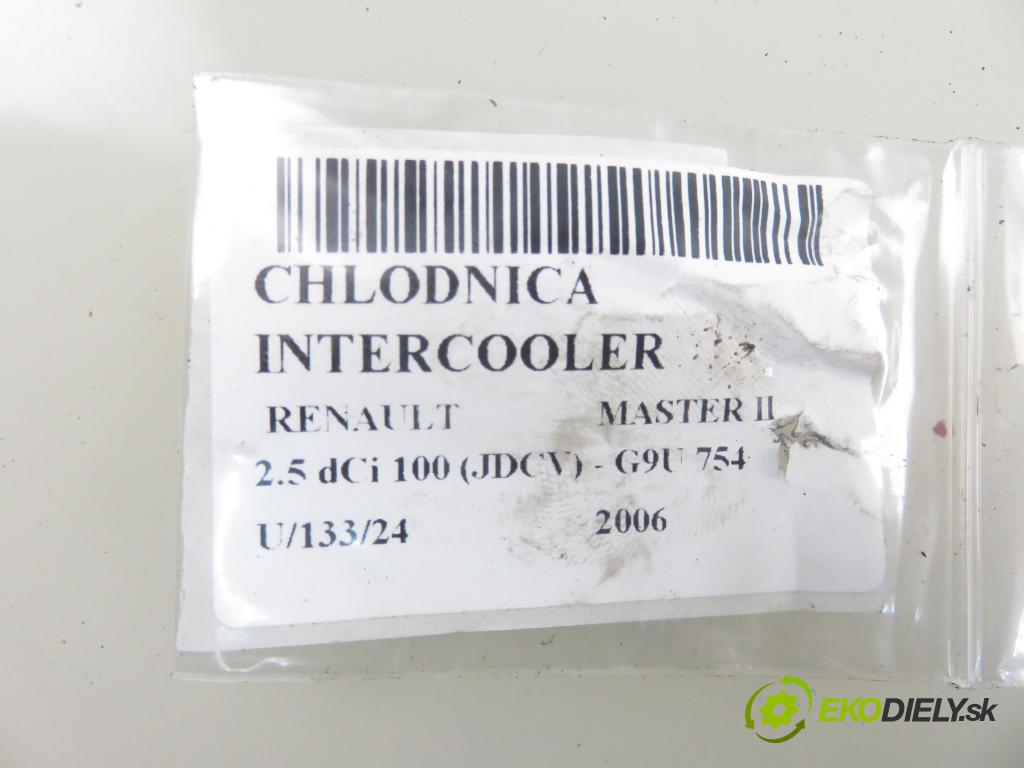 CHLODNICA
INTERCOOLER
RENAULT MASTER II
2.5 dCi 100 (JDCV) - G9U 754
U/133/24 2006
EKODIELY.sk